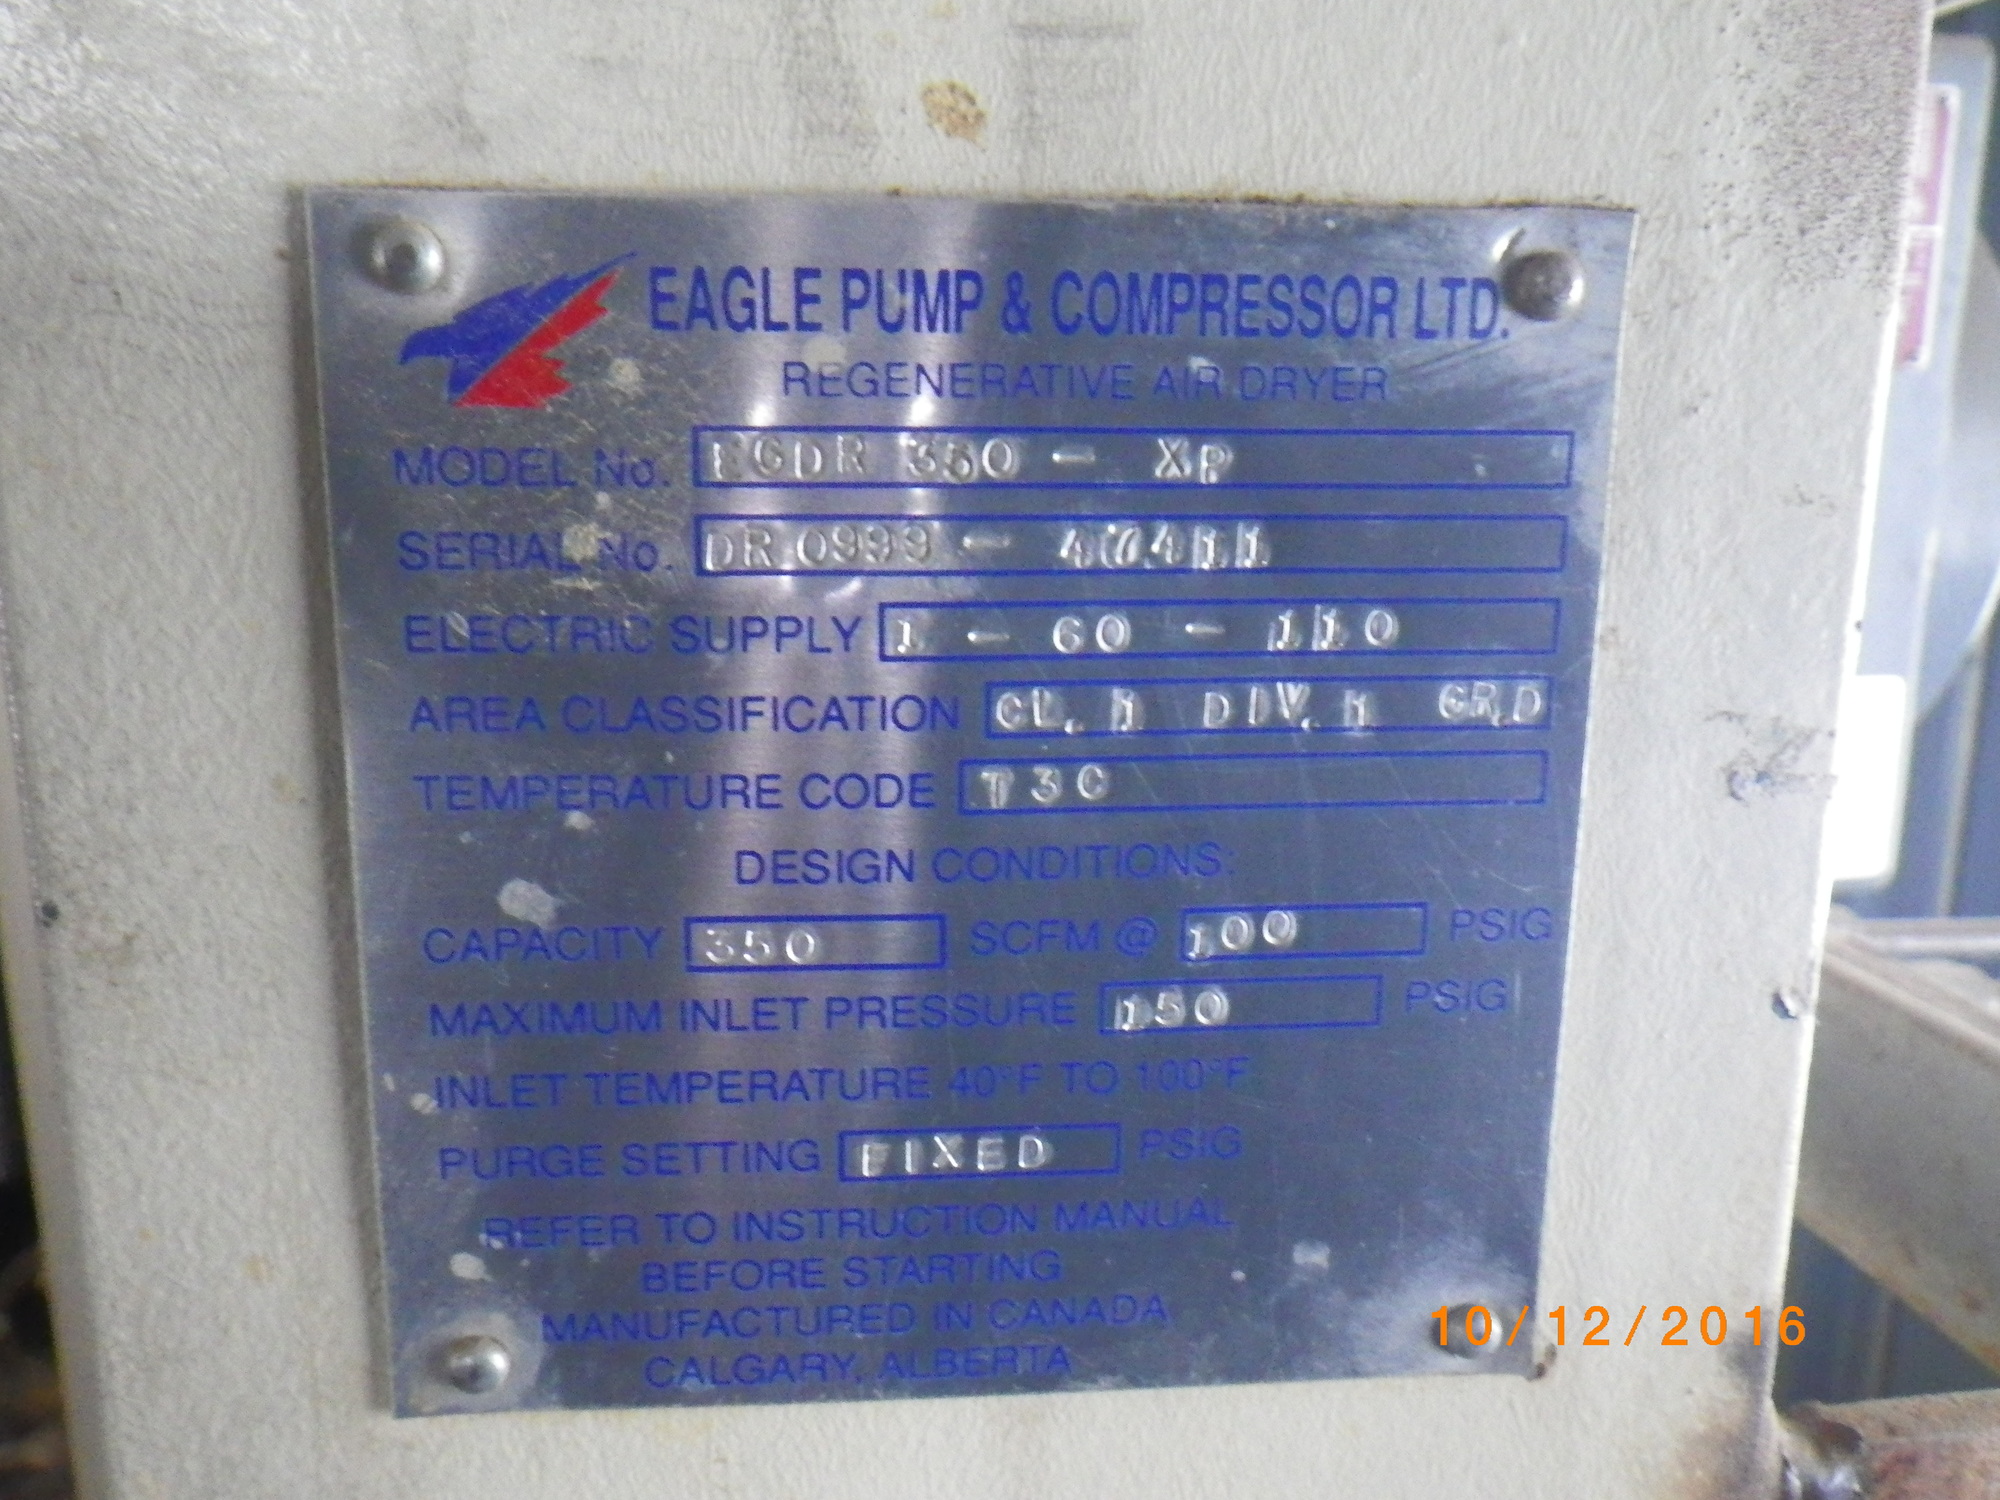 EAGLE PUMP & COMPRESSOR LTD.
REGENERATIVE AIR DRYER
MODEL No. EGDR 350 - XP
SERIAL No. DR 0999 - 47411
ELECTRIC SUPPLY 1 - 60 - 110
AREA CLASSIFICATION CL. 1 DIV. 1 GR.D
TEMPERATURE CODE T3C
DESIGN CONDITIONS:
CAPACITY 350 SCFM @ 100 PSIG
MAXIMUM INLET PRESSURE 150 PSIG
INLET TEMPERATURE 40°F TO 100°F
PURGE SETTING FIXED PSIG
REFER TO INSTRUCTION MANUAL
BEFORE STARTING
MANUFACTURED IN CANADA
CALGARY, ALBERTA
10/12/2016